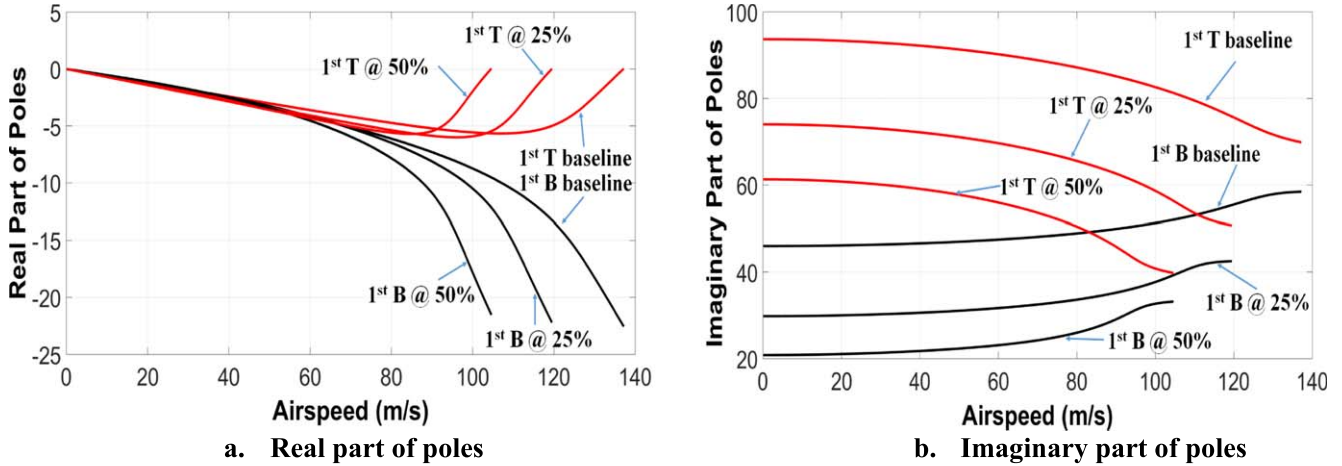 5
0
-5
-10
-15
-20
-25
0 20 40 60 80 100 120 140
Real Part of Poles
Airspeed (m/s)
1st T @ 25%
1st T @ 50%
1st T baseline
1st B baseline
1st B @ 50%
1st B @ 25%
a. Real part of poles
100
80
60
40
20
0 20 40 60 80 100 120 140
Imaginary Part of Poles
Airspeed (m/s)
1st T baseline
1st T @ 25%
1st B baseline
1st T @ 50%
1st B @ 25%
1st B @ 50%
b. Imaginary part of poles